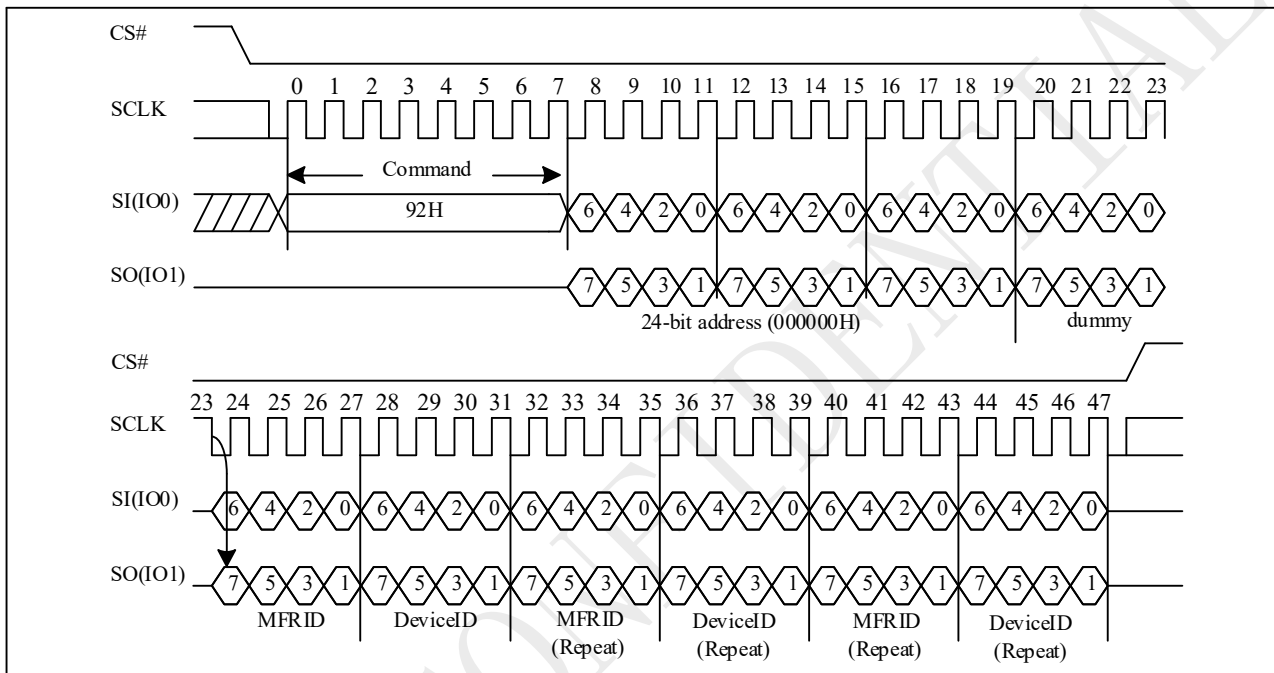 CS#
0 1 2 3 4 5 6 7 8 9 10 11 12 13 14 15 16 17 18 19 20 21 22 23
SCLK
Command
SI(IO0)
92H
6 4 2 0 6 4 2 0 6 4 2 0 6 4 2 0
SO(IO1)
7 5 3 1 7 5 3 1 7 5 3 1 7 5 3 1
24-bit address (000000H)
dummy
CS#
23 24 25 26 27 28 29 30 31 32 33 34 35 36 37 38 39 40 41 42 43 44 45 46 47
SCLK
SI(IO0)
6 4 2 0 6 4 2 0 6 4 2 0 6 4 2 0 6 4 2 0 6 4 2 0
SO(IO1)
7 5 3 1 7 5 3 1 7 5 3 1 7 5 3 1 7 5 3 1 7 5 3 1
MFRID DeviceID MFRID DeviceID MFRID DeviceID
(Repeat) (Repeat) (Repeat) (Repeat)
ONFIDENTIAL